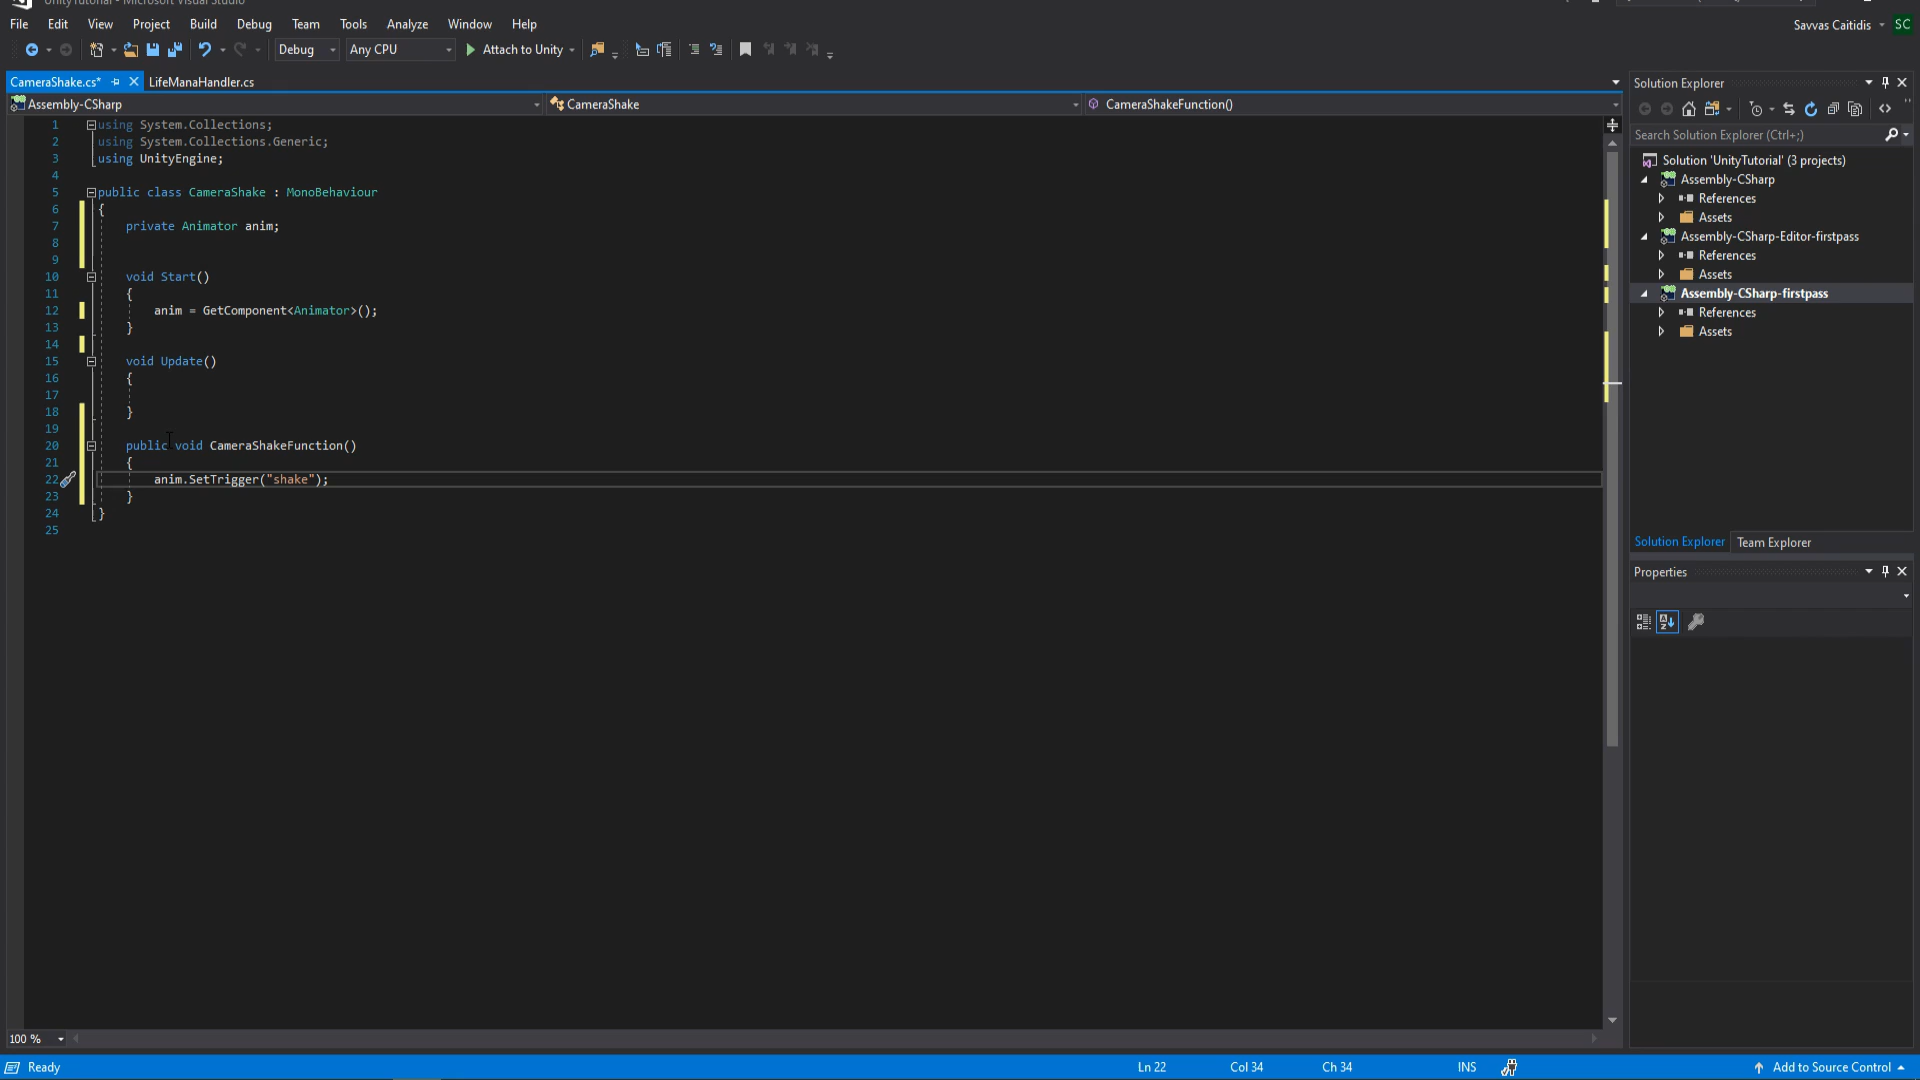 UnityTutorial - Microsoft Visual Studio
File Edit View Project Build Debug Team Tools Analyze Window Help
Savvas Caitidis SC
Debug Any CPU Attach to Unity
CameraShake.cs* LifeManaHandler.cs
Assembly-CSharp CameraShake CameraShakeFunction()
1 using System.Collections;
2 using System.Collections.Generic;
3 using UnityEngine;
4
5 public class CameraShake : MonoBehaviour
6 {
7 private Animator anim;
8
9
10 void Start()
11 {
12 anim = GetComponent<Animator>();
13 }
14
15 void Update()
16 {
17
18 }
19
20 public void CameraShakeFunction()
21 {
22 anim.SetTrigger("shake");
23 }
24 }
25
Solution Explorer
Search Solution Explorer (Ctrl+;)
Solution 'UnityTutorial' (3 projects)
Assembly-CSharp
References
Assets
Assembly-CSharp-Editor-firstpass
References
Assets
Assembly-CSharp-firstpass
References
Assets
Solution Explorer Team Explorer
Properties
100 %
Ready Ln 22 Col 34 Ch 34 INS Add to Source Control